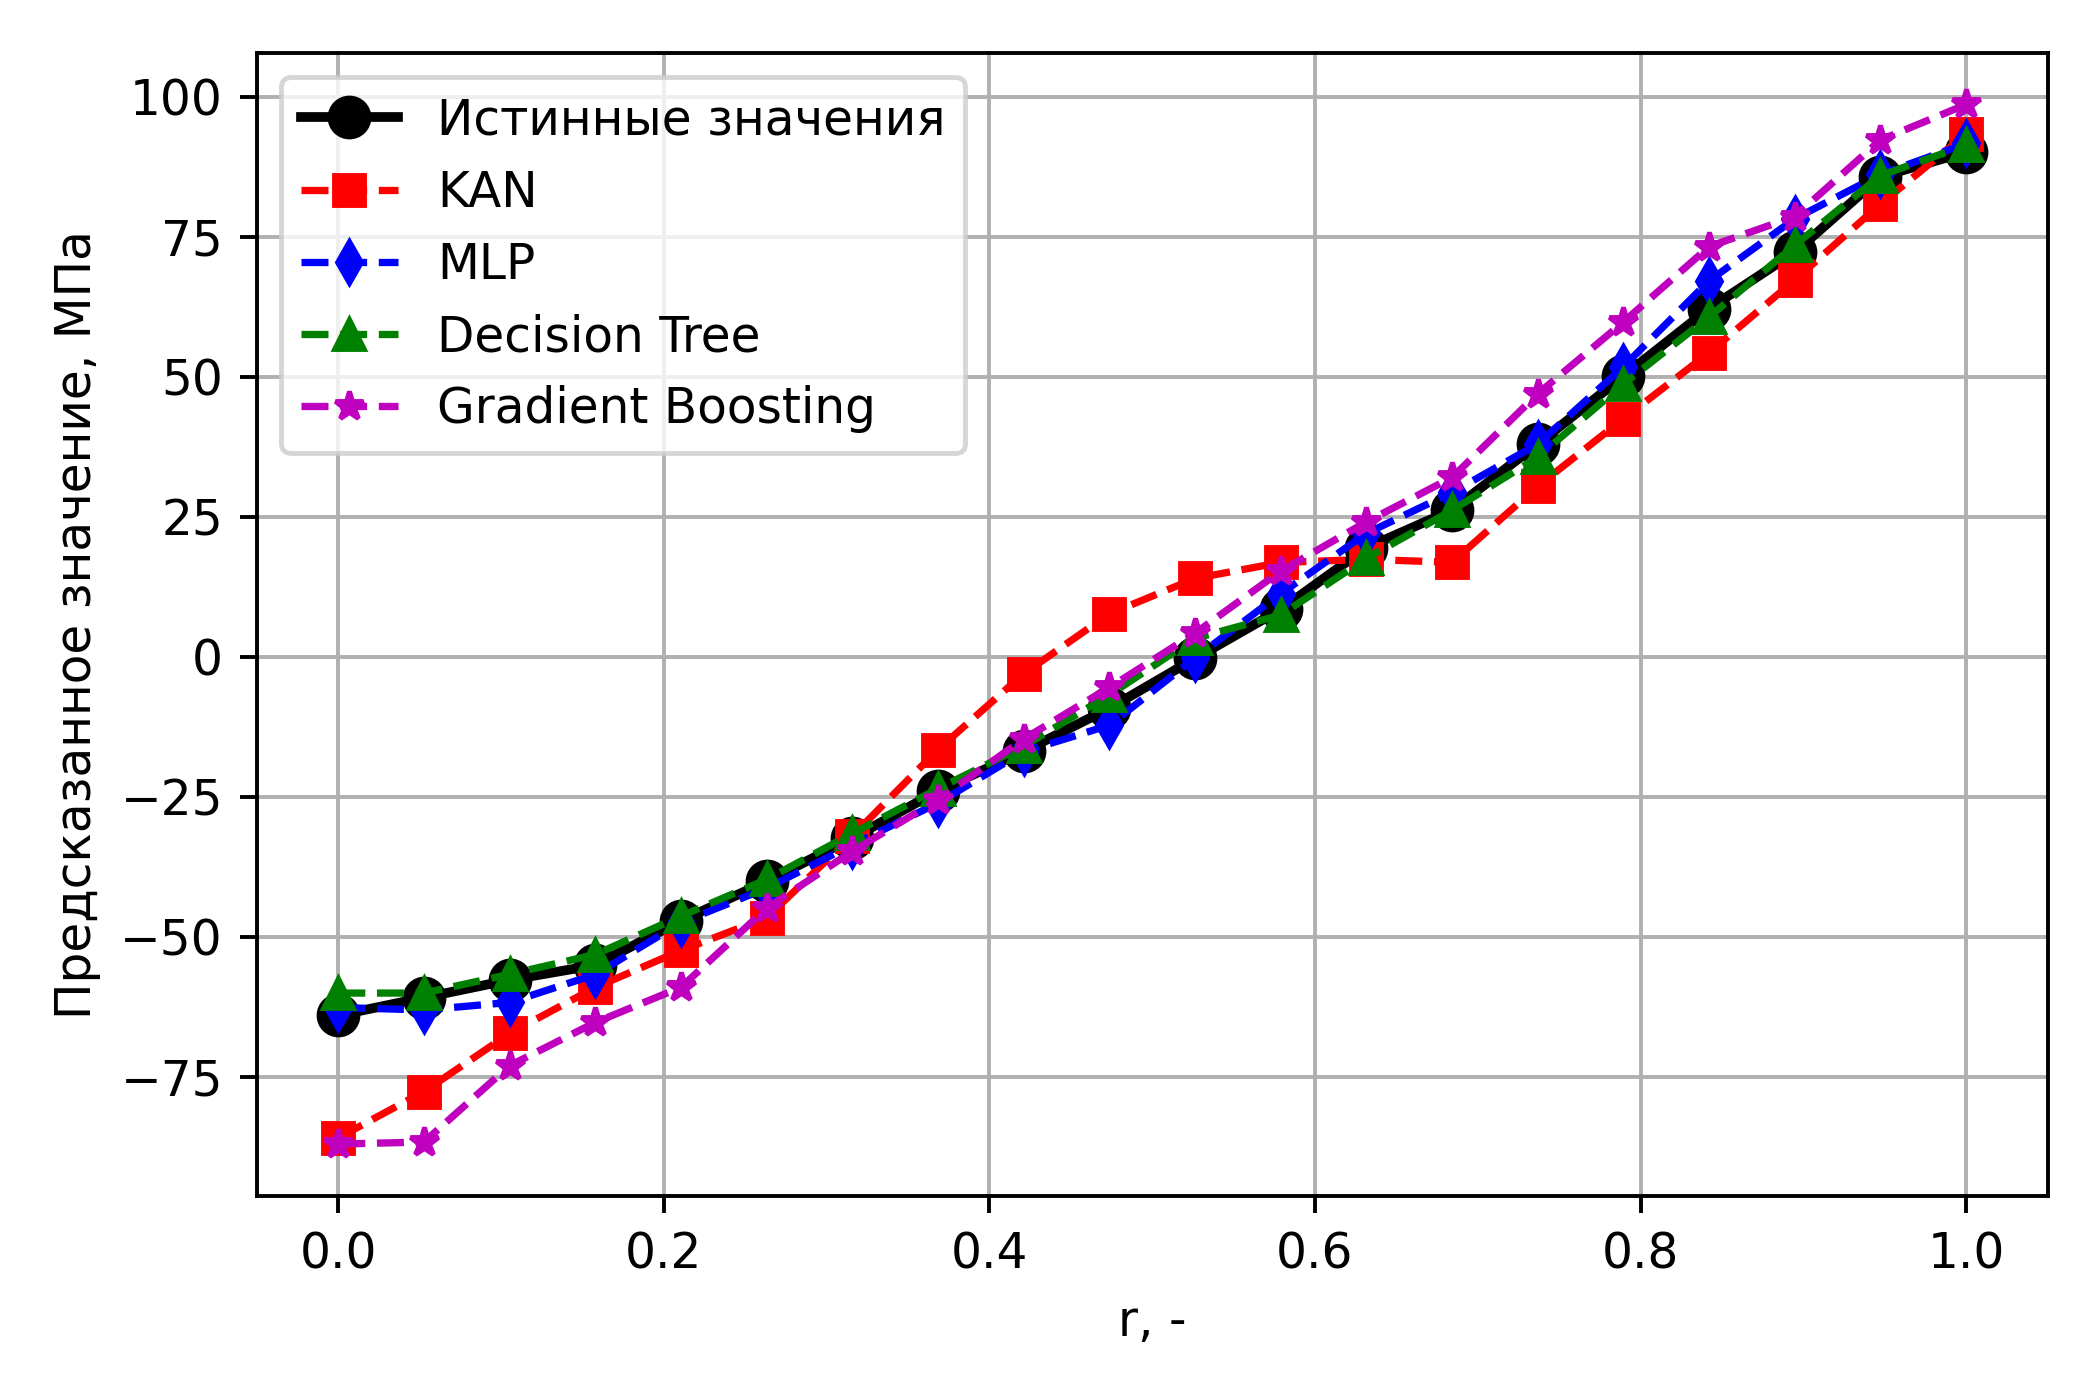 Предсказанное значение, МПа
100
75
50
25
0
−25
−50
−75
Истинные значения
KAN
MLP
Decision Tree
Gradient Boosting
0.0 0.2 0.4 0.6 0.8 1.0
r, -